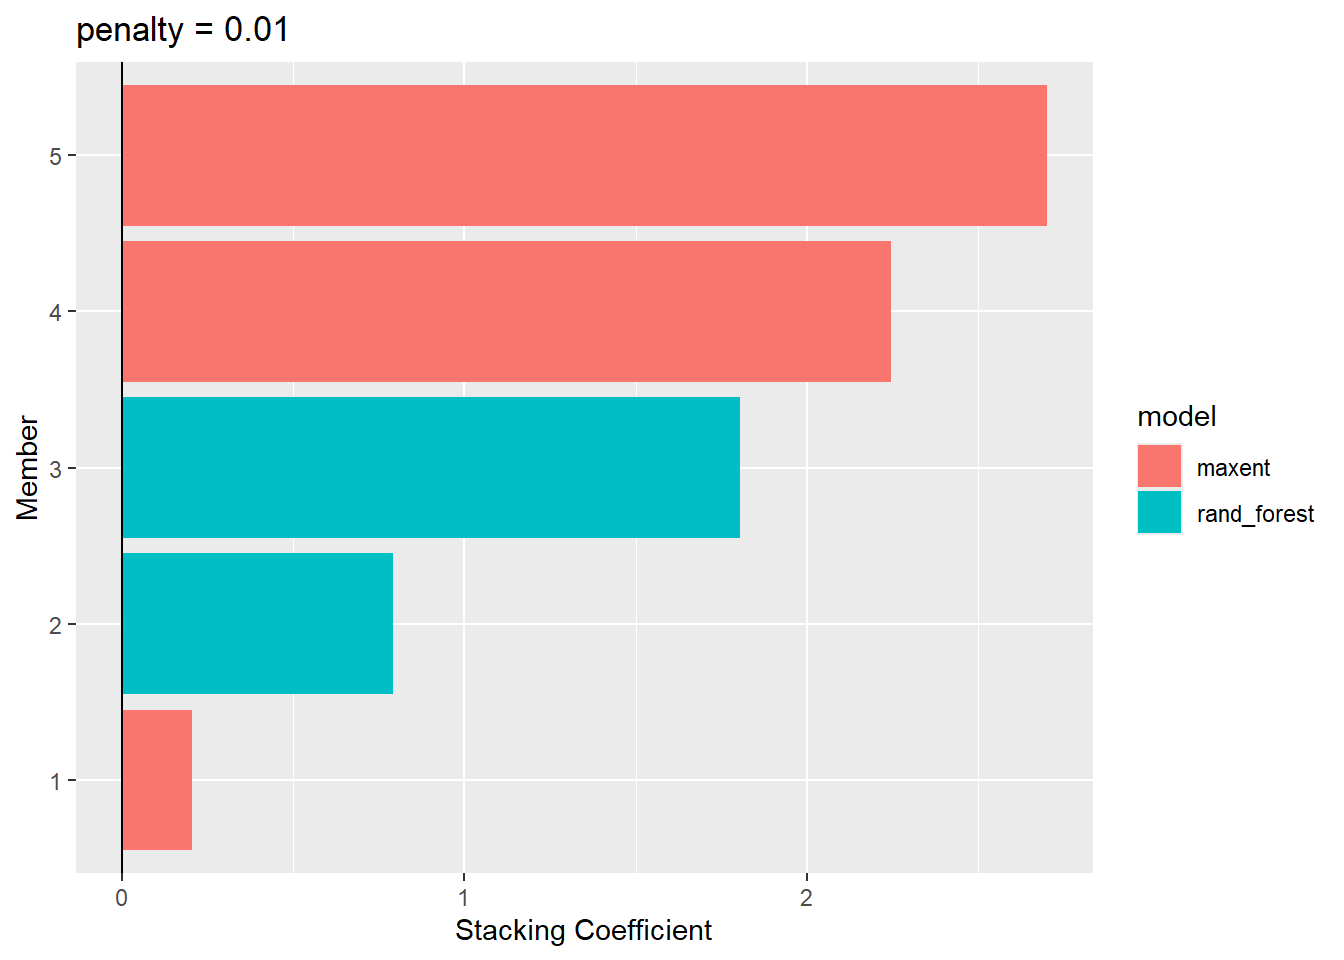 penalty = 0.01
5
4
3
2
1
Member
0
1
2
Stacking Coefficient
model
maxent
rand_forest